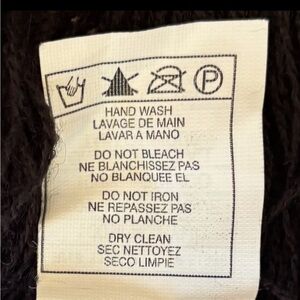 P
HAND WASH
LAVAGE DE MAIN
LAVAR A MANO
DO NOT BLEACH
NE BLANCHISSEZ PAS
NO BLANQUEE EL
DO NOT IRON
NE REPASSEZ PAS
NO PLANCHE
DRY CLEAN
SEC NETTOYEZ
SECO LIMPIE